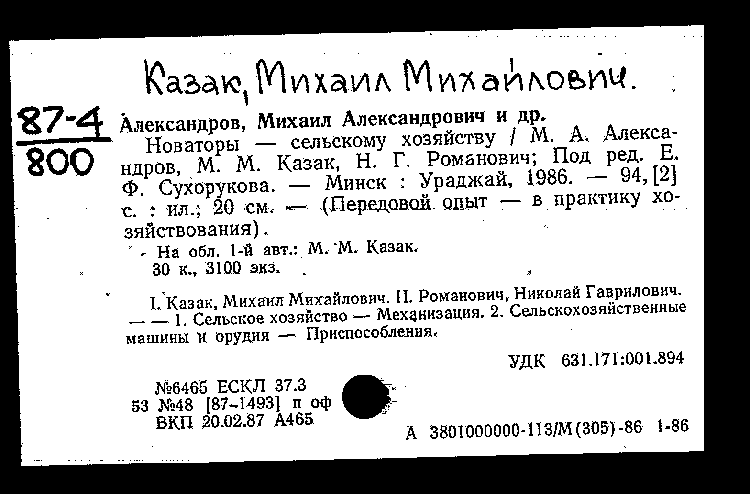 Казак, Михаил Михайлович.
87-4
800
Александров, Михаил Александрович и др.
Новаторы — сельскому хозяйству / М. А. Алекса-
ндров, М. М. Казак, Н. Г. Романович; Под ред. Е.
Ф. Сухорукова. — Минск : Ураджай, 1986. — 94, [2]
с. : ил.; 20 см. — (Передовой опыт — в практику хо-
зяйствования).
На обл. 1-й авт.: М. М. Казак.
30 к., 3100 экз.
I. Казак, Михаил Михайлович. II. Романович, Николай Гаврилович.
— — 1. Сельское хозяйство — Механизация. 2. Сельскохозяйственные
машины и орудия — Приспособления.
УДК 631.171:001.894
№6465 ЕСКЛ 37.3
53 №48 [87-1493] п оф
ВКП 20.02.87 А465
А 3801000000-113/М(305)-86 1-86